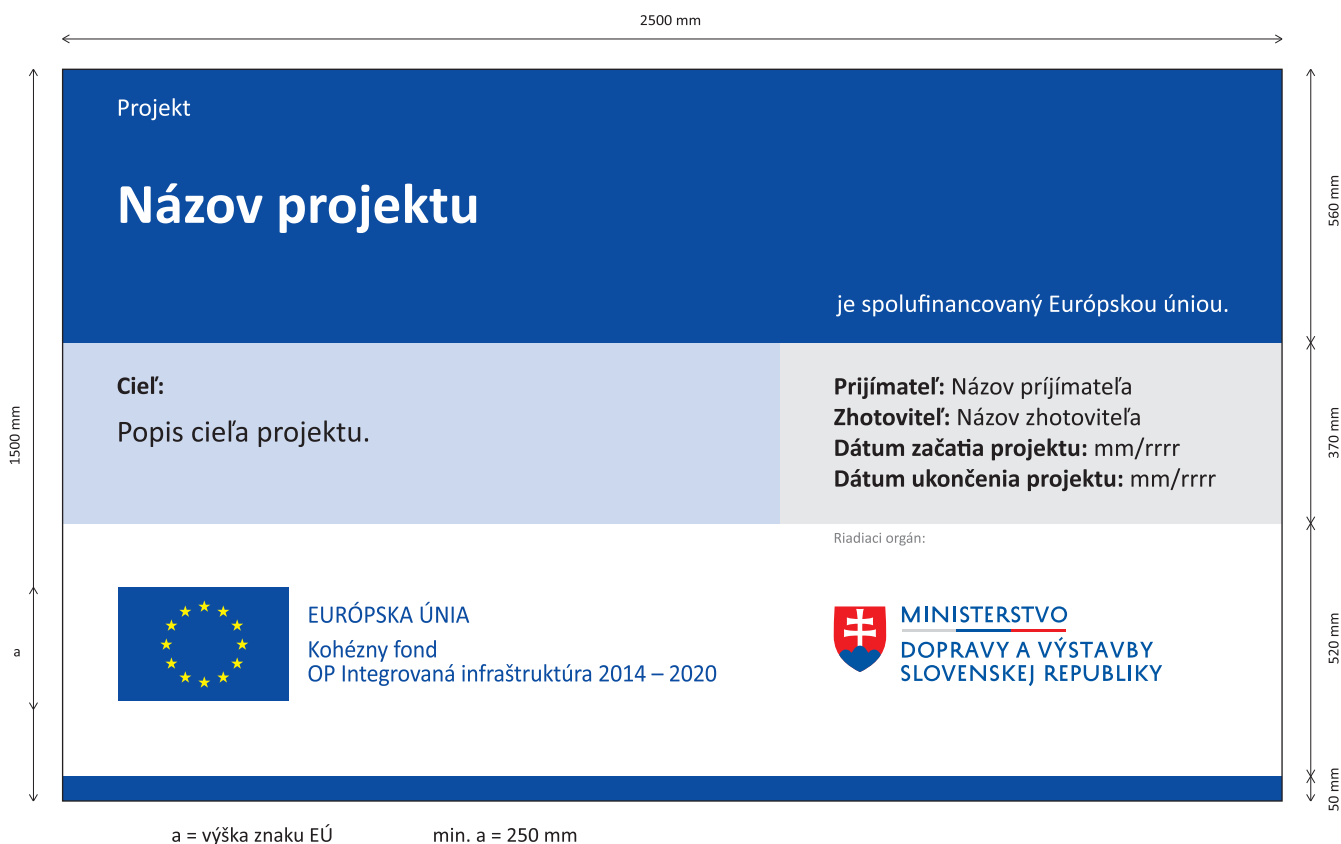 2500 mm
Projekt
Názov projektu
560 mm
je spolufinancovaný Európskou úniou.
1500 mm
Cieľ:
Popis cieľa projektu.
Prijímateľ: Názov príjímateľa
Zhotoviteľ: Názov zhotoviteľa
Dátum začatia projektu: mm/rrrr
Dátum ukončenia projektu: mm/rrrr
370 mm
Riadiaci orgán:
a
EURÓPSKA ÚNIA
Kohézny fond
OP Integrovaná infraštruktúra 2014 – 2020
MINISTERSTVO
DOPRAVY A VÝSTAVBY
SLOVENSKEJ REPUBLIKY
520 mm
50 mm
a = výška znaku EÚ min. a = 250 mm